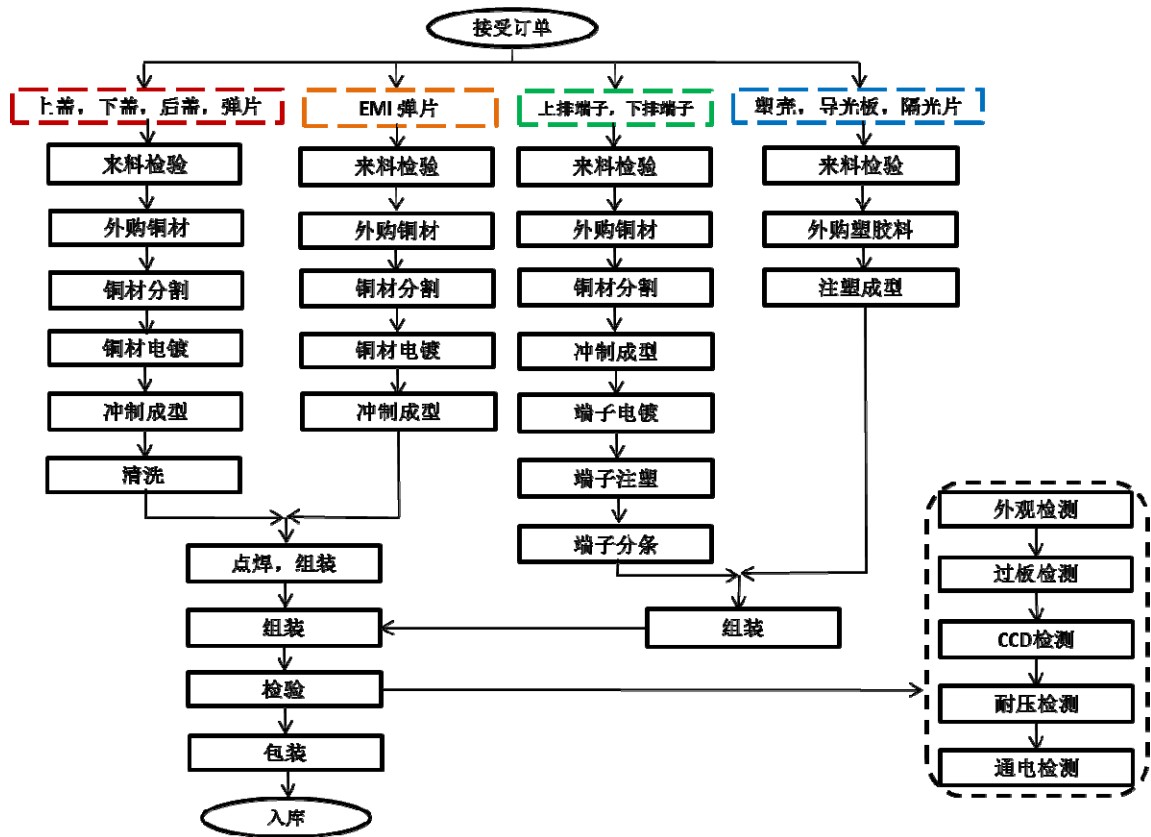 接受订单
上盖，下盖，后盖，弹片
EMI 弹片
上排端子，下排端子
塑壳，导光板，隔光片
来料检验
来料检验
来料检验
来料检验
外购铜材
外购铜材
外购铜材
外购塑胶料
铜材分割
铜材分割
铜材分割
注塑成型
铜材电镀
铜材电镀
冲制成型
冲制成型
冲制成型
端子电镀
清洗
端子注塑
外观检测
点焊，组装
端子分条
过板检测
组装
组装
CCD检测
检验
耐压检测
包装
通电检测
入库